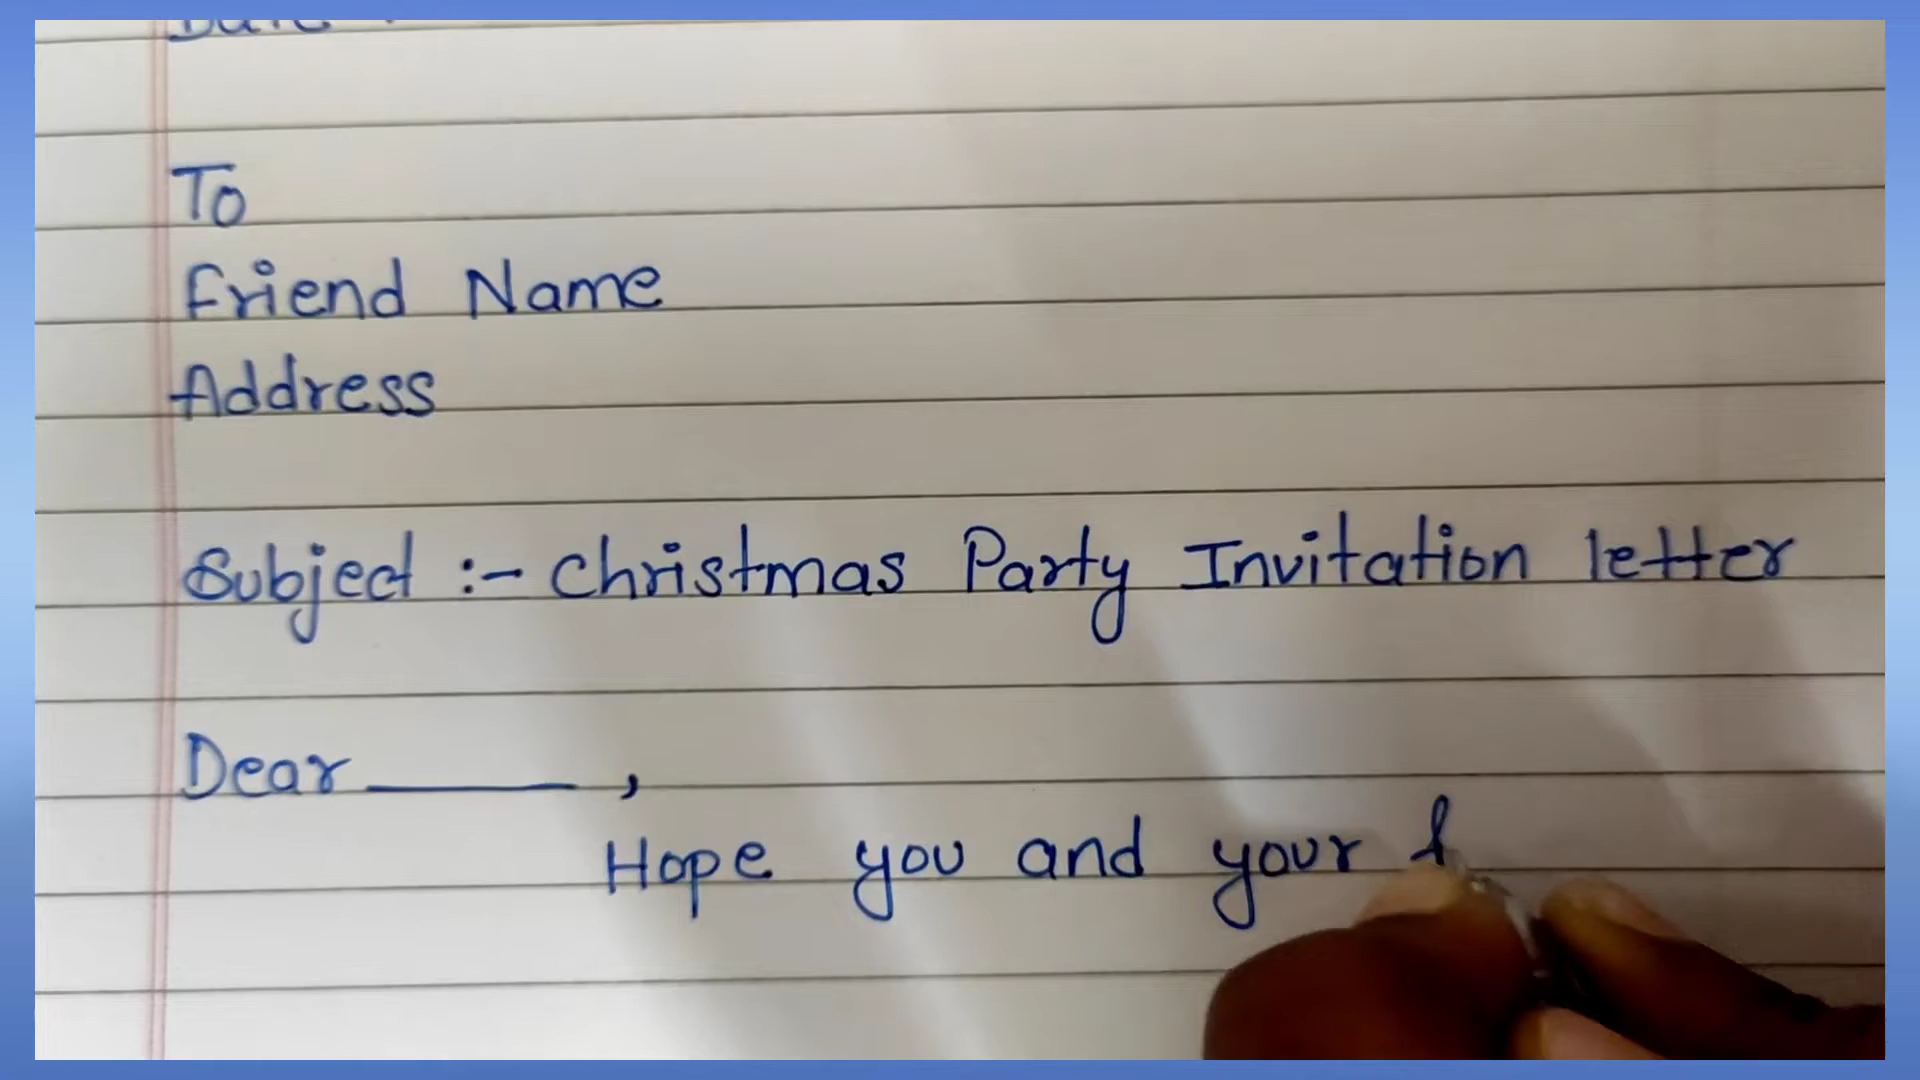 To
Friend Name
Address
Subject :- Christmas Party Invitation letter
Dear ______ ,
Hope you and your f